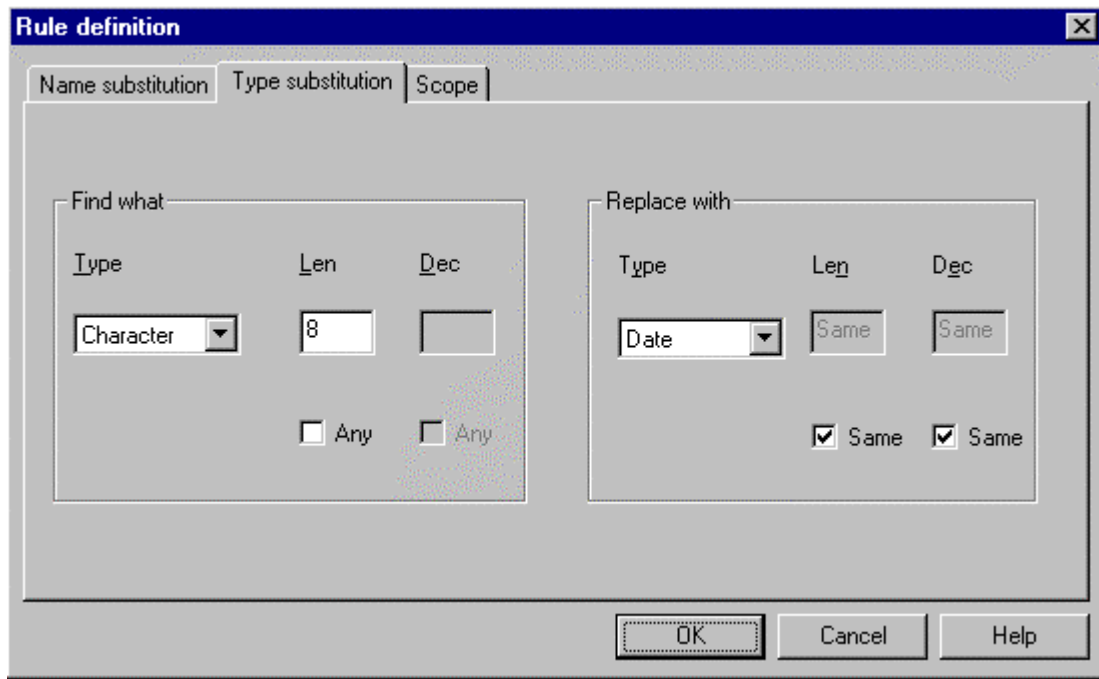 Rule definition
Name substitution Type substitution Scope
Find what
Type Len Dec
Character 8
Any Any
Replace with
Type Len Dec
Date Same Same
Same Same
OK Cancel Help